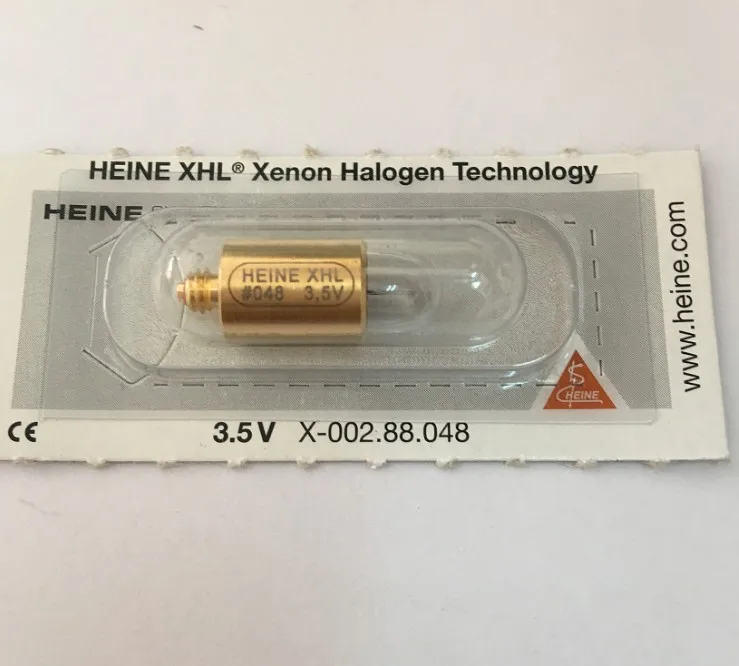 HEINE XHL® Xenon Halogen Technology
HEINE
HEINE XHL
#048 3,5V
HEINE
www.heine.com
CE
3.5 V X-002.88.048